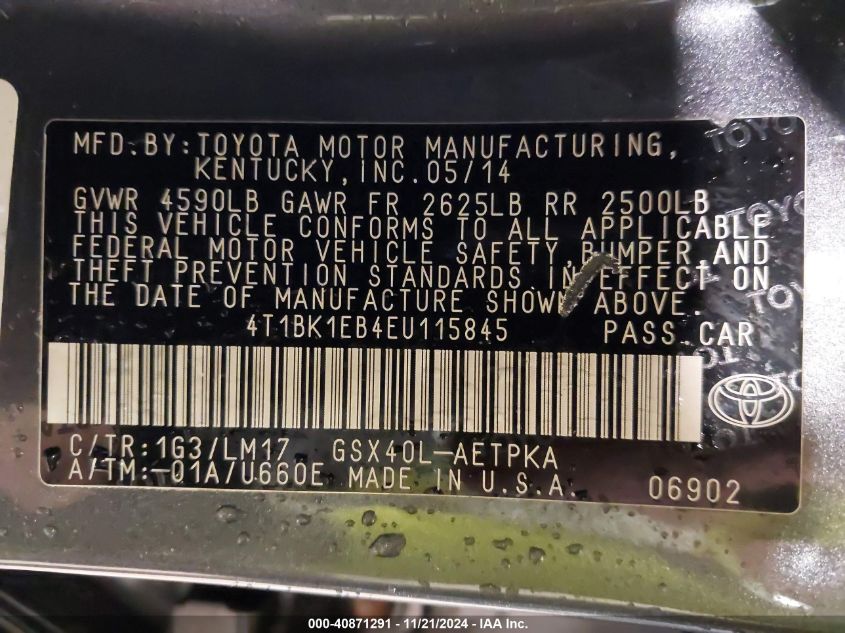 MFD.BY:TOYOTA MOTOR MANUFACTURING,
KENTUCKY,INC.05/14
GVWR 4590LB GAWR FR 2625LB RR 2500LB
THIS VEHICLE CONFORMS TO ALL APPLICABLE
FEDERAL MOTOR VEHICLE SAFETY,BUMPER,AND
THEFT PREVENTION STANDARDS IN EFFECT ON
THE DATE OF MANUFACTURE SHOWN ABOVE.
4T1BK1EB4EU115845 PASS.CAR
C/TR:1G3/LM17 GSX40L-AETPKA
A/TM:-01A/U660E MADE IN U.S.A. 06902
000-40871291 - 11/21/2024 - IAA Inc.